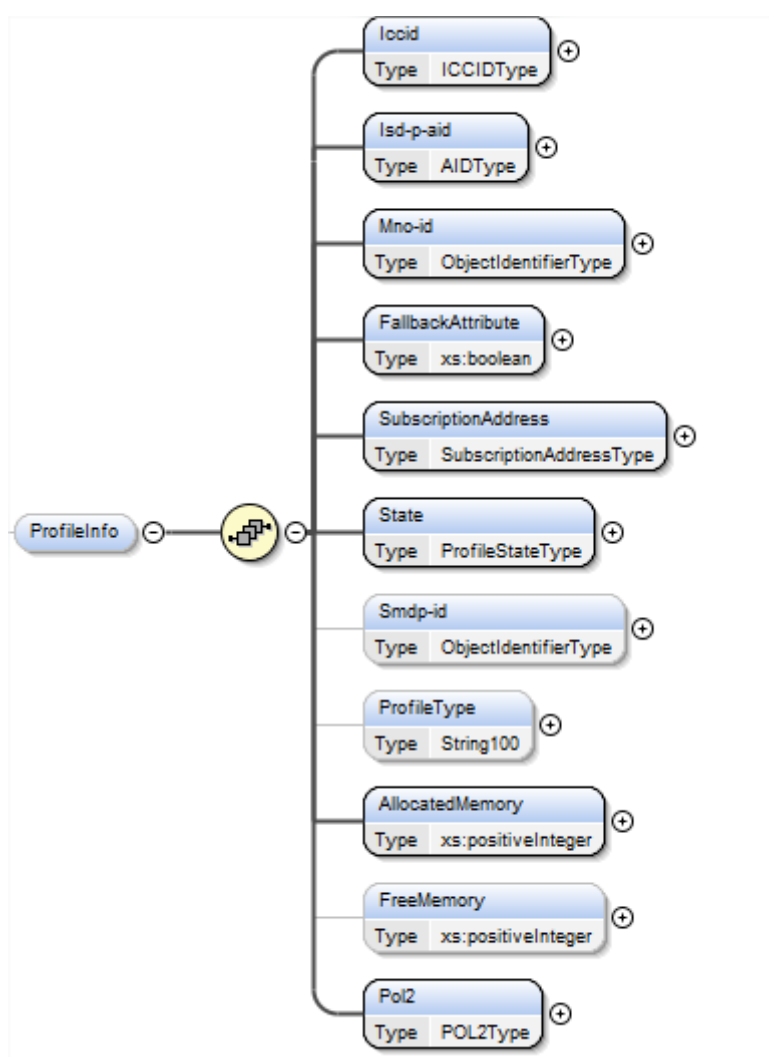 Iccid
Type ICCIDType
Isd-p-aid
Type AIDType
Mno-id
Type ObjectIdentifierType
FallbackAttribute
Type xs:boolean
SubscriptionAddress
Type SubscriptionAddressType
ProfileInfo
State
Type ProfileStateType
Smdp-id
Type ObjectIdentifierType
ProfileType
Type String100
AllocatedMemory
Type xs:positiveInteger
FreeMemory
Type xs:positiveInteger
Pol2
Type POL2Type